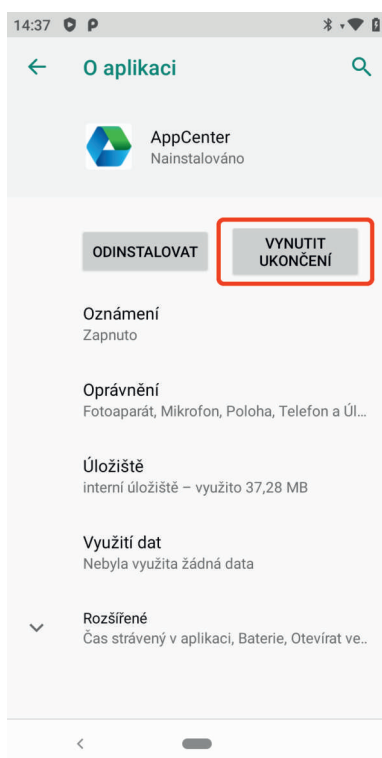 14:37
O aplikaci
AppCenter
Nainstalováno
ODINSTALOVAT
VYNUTIT
UKONČENÍ
Oznámení
Zapnuto
Oprávnění
Fotoaparát, Mikrofon, Poloha, Telefon a Úl...
Úložiště
interní úložiště – využito 37,28 MB
Využití dat
Nebyla využita žádná data
Rozšířené
Čas strávený v aplikaci, Baterie, Otevírat ve..